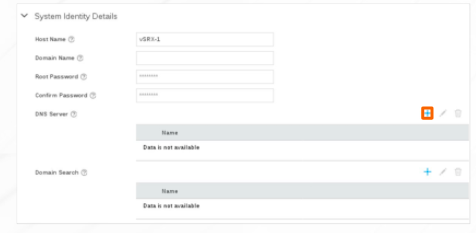 System Identity Details
Host Name
vSRX-1
Domain Name
Root Password
********
Confirm Password
********
DNS Server
Name
Data is not available
Domain Search
Name
Data is not available